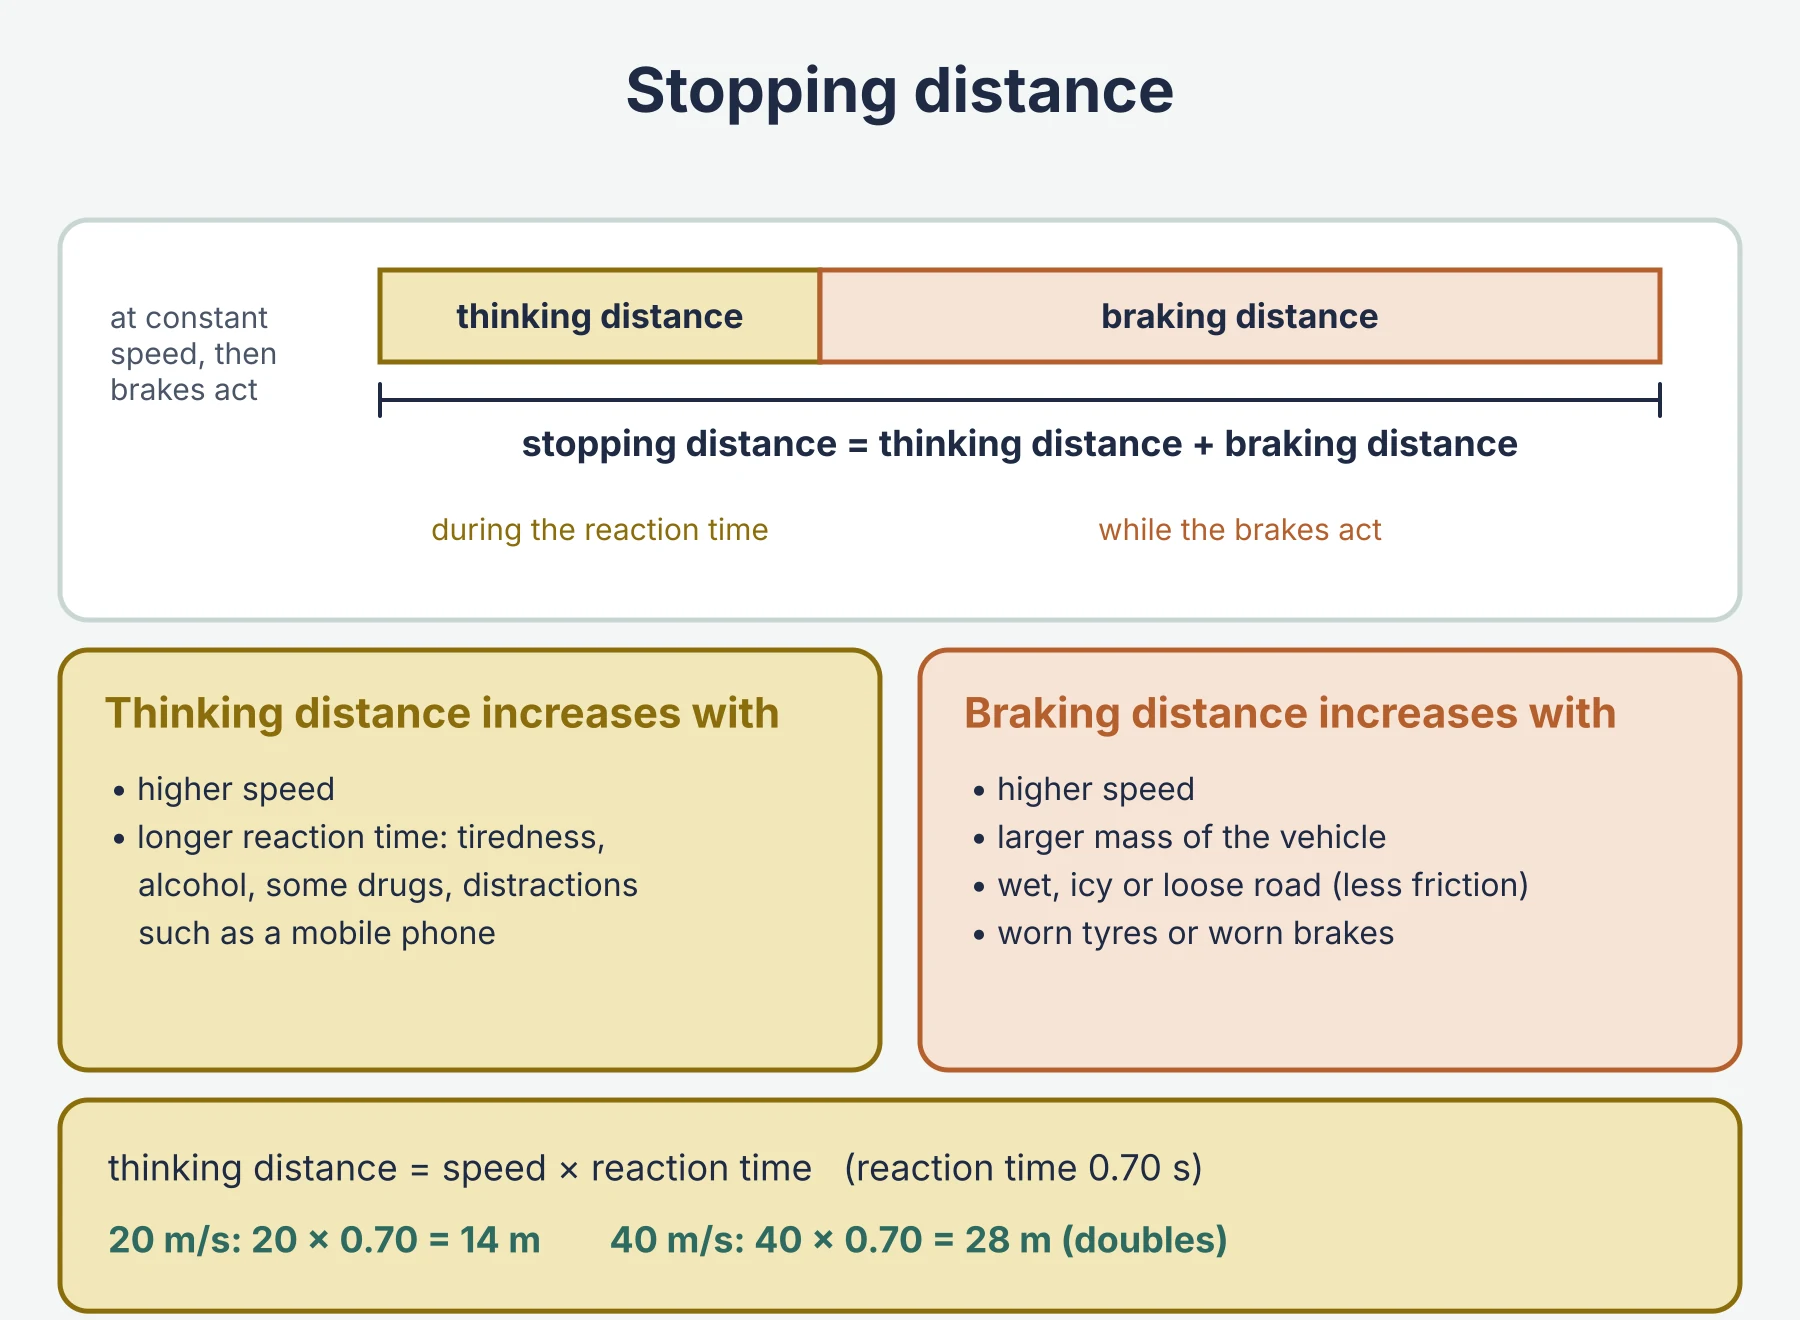 Stopping distance
at constant
speed, then
brakes act
thinking distance
braking distance
stopping distance = thinking distance + braking distance
during the reaction time
while the brakes act
Thinking distance increases with
• higher speed
• longer reaction time: tiredness,
alcohol, some drugs, distractions
such as a mobile phone
Braking distance increases with
• higher speed
• larger mass of the vehicle
• wet, icy or loose road (less friction)
• worn tyres or worn brakes
thinking distance = speed × reaction time (reaction time 0.70 s)
20 m/s: 20 × 0.70 = 14 m 40 m/s: 40 × 0.70 = 28 m (doubles)